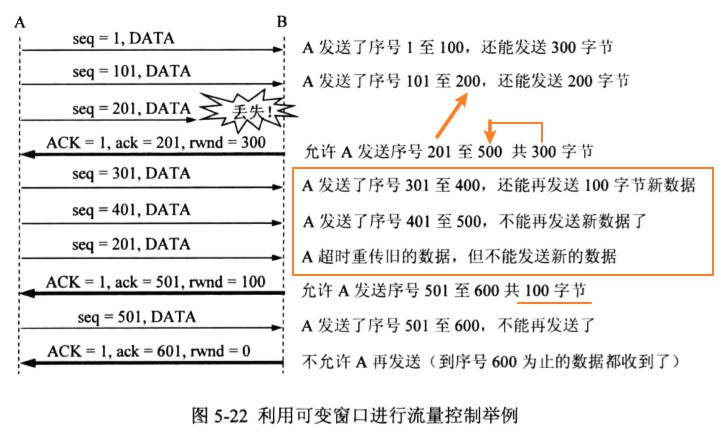 A B
seq = 1, DATA A 发送了序号 1 至 100，还能发送 300 字节
seq = 101, DATA A 发送了序号 101 至 200，还能发送 200 字节
seq = 201, DATA 丢失！
ACK = 1, ack = 201, rwnd = 300 允许 A 发送序号 201 至 500 共 300 字节
seq = 301, DATA A 发送了序号 301 至 400，还能再发送 100 字节新数据
seq = 401, DATA A 发送了序号 401 至 500，不能再发送新数据了
seq = 201, DATA A 超时重传旧的数据，但不能发送新的数据
ACK = 1, ack = 501, rwnd = 100 允许 A 发送序号 501 至 600 共 100 字节
seq = 501, DATA A 发送了序号 501 至 600，不能再发送了
ACK = 1, ack = 601, rwnd = 0 不允许 A 再发送（到序号 600 为止的数据都收到了）
图 5-22 利用可变窗口进行流量控制举例